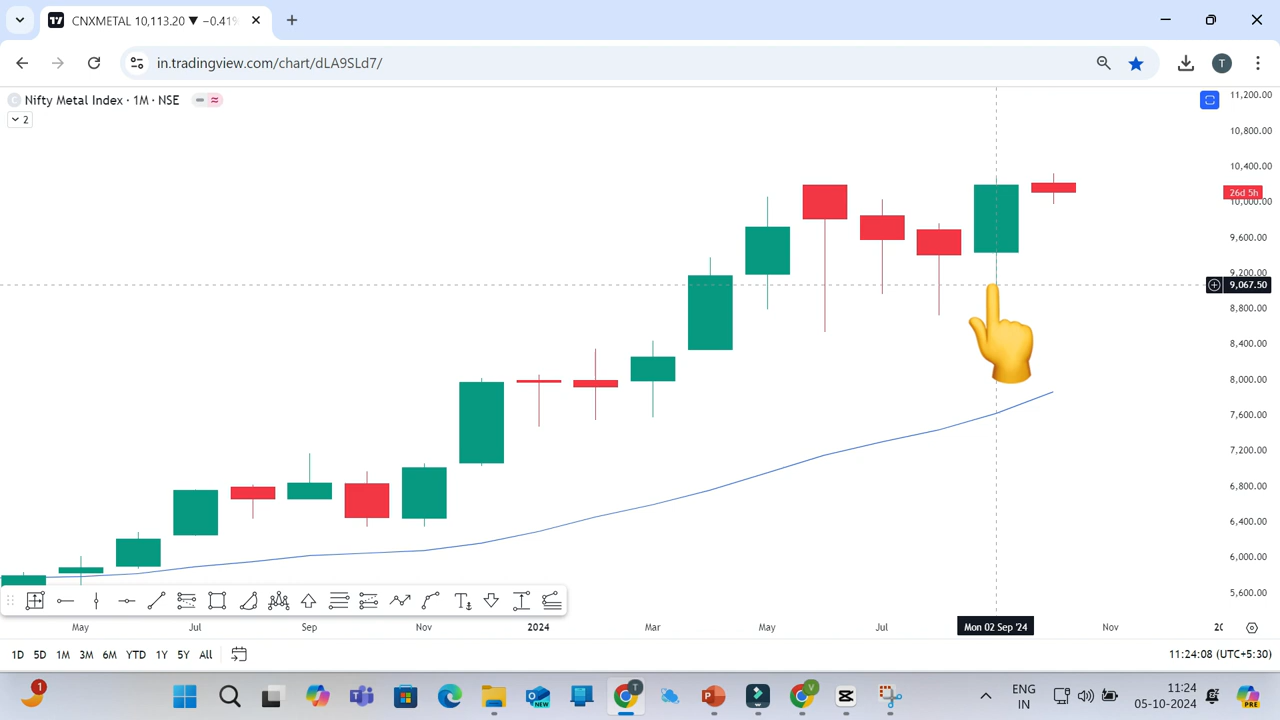 CNXMETAL 10,113.20 ▼ −0.41%
in.tradingview.com/chart/dLA9SLd7/
T
Nifty Metal Index · 1M · NSE
2
11,200.00
10,800.00
10,400.00
26d 5h
10,000.00
9,600.00
9,200.00
9,067.50
8,800.00
8,400.00
8,000.00
7,600.00
7,200.00
6,800.00
6,400.00
6,000.00
5,600.00
May
Jul
Sep
Nov
2024
Mar
May
Jul
Mon 02 Sep '24
Nov
20
1D 5D 1M 3M 6M YTD 1Y 5Y All
11:24:08 (UTC+5:30)
1
NEW
T
V
ENG
IN
11:24
05-10-2024
PRE